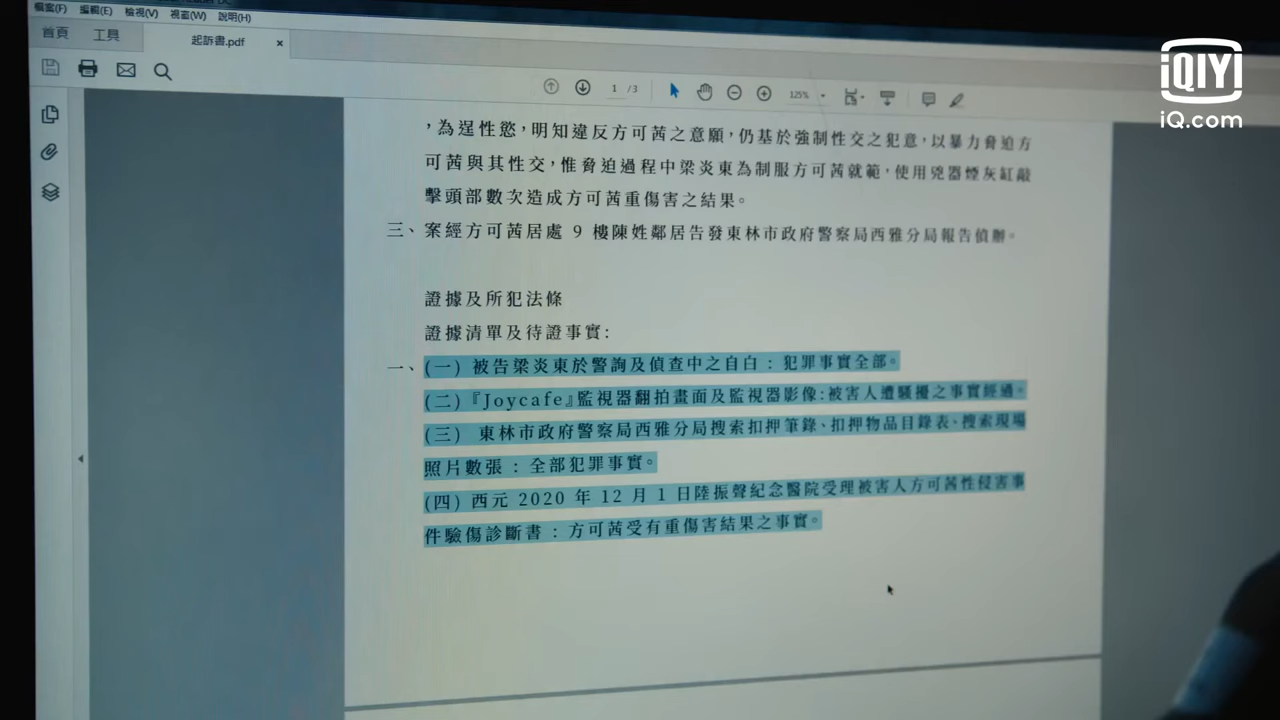 檔案(F) 編輯(E) 檢視(V) 視窗(W) 說明(H)
首頁 工具 起訴書.pdf ×
1 /3 125%
iQIYI
iQ.com
，為逞性慾，明知違反方可茜之意願，仍基於強制性交之犯意，以暴力脅迫方
可茜與其性交，惟脅迫過程中梁炎東為制服方可茜就範，使用兇器煙灰缸敲
擊頭部數次造成方可茜重傷害之結果。
三、案經方可茜居處 9 樓陳姓鄰居告發東林市政府警察局西雅分局報告偵辦。
證據及所犯法條
證據清單及待證事實:
一、(一) 被告梁炎東於警詢及偵查中之自白 : 犯罪事實全部。
(二)『Joycafe』監視器翻拍畫面及監視器影像:被害人遭騷擾之事實經過。
(三) 東林市政府警察局西雅分局搜索扣押筆錄、扣押物品目錄表、搜索現場
照片數張 : 全部犯罪事實。
(四) 西元 2020 年 12 月 1 日陸振聲紀念醫院受理被害人方可茜性侵害事
件驗傷診斷書 : 方可茜受有重傷害結果之事實。